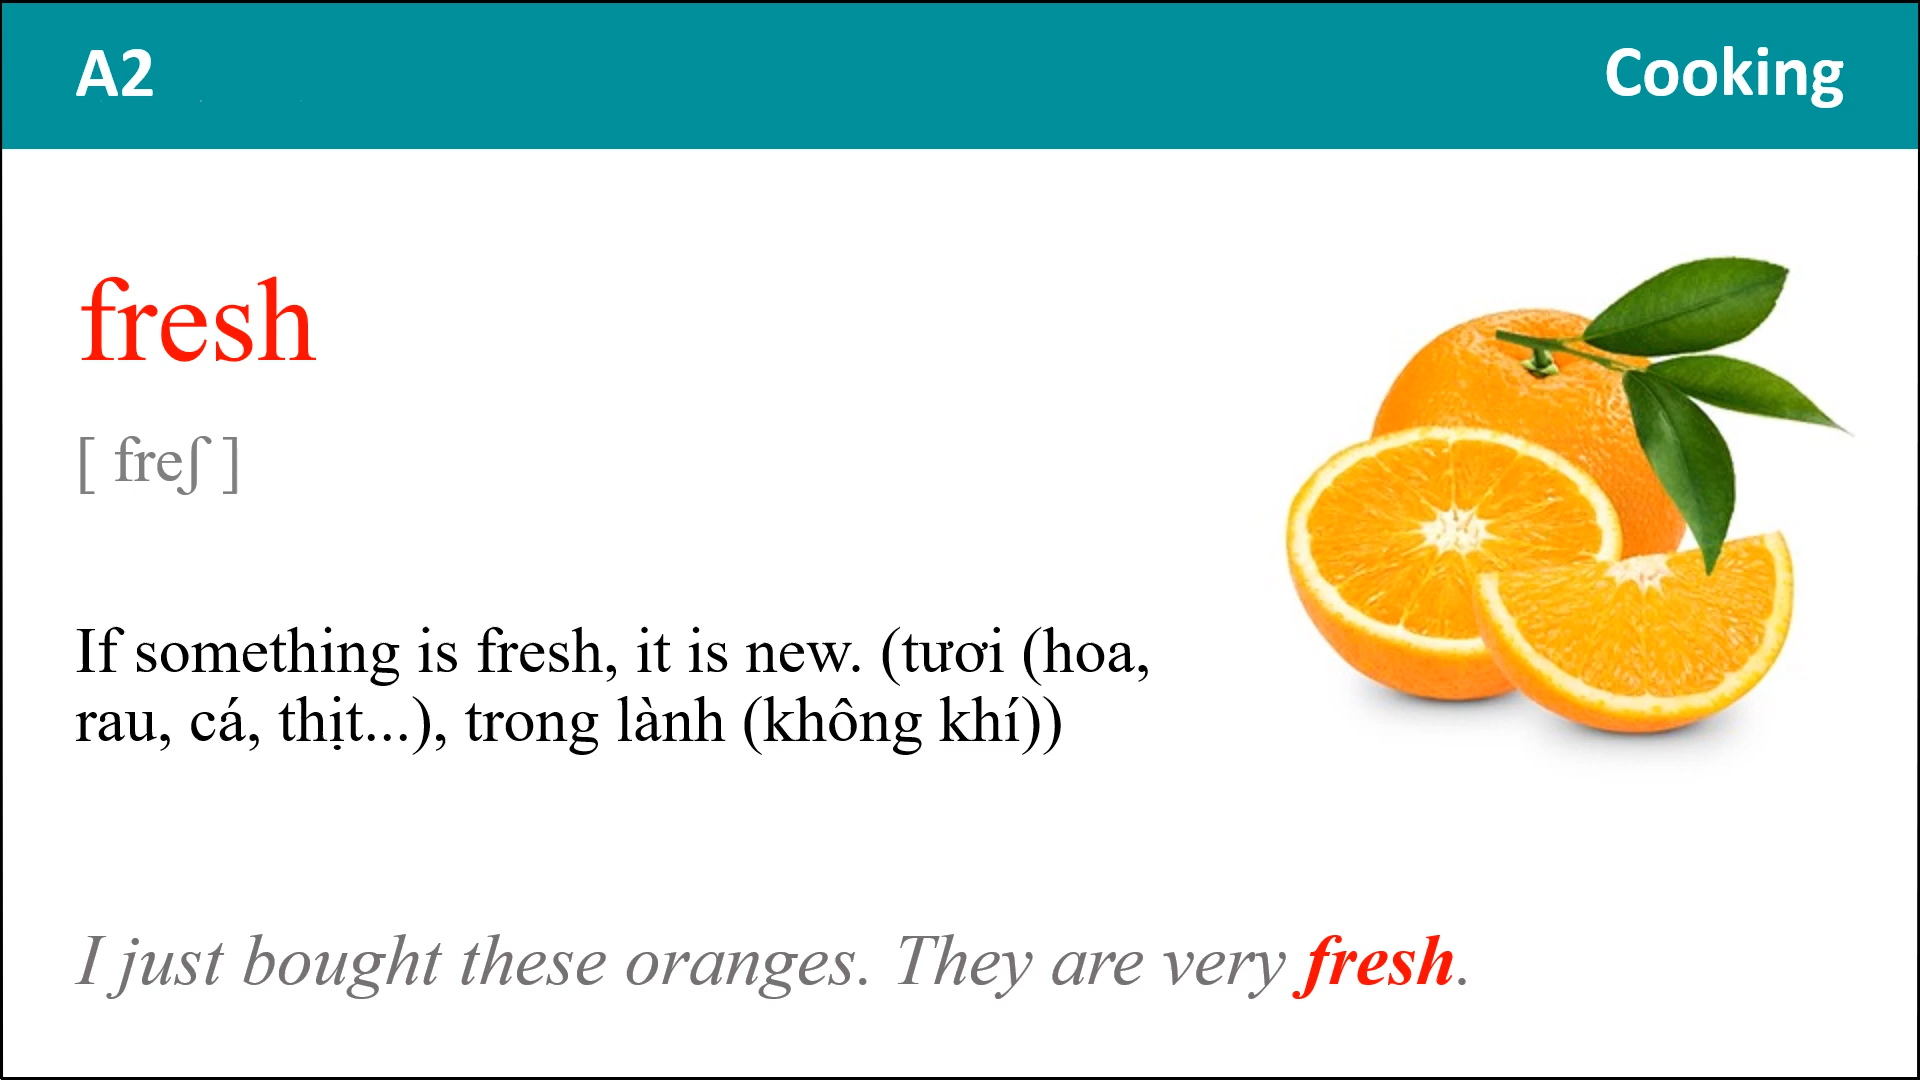 A2
Cooking
fresh
[ freʃ ]
If something is fresh, it is new. (tươi (hoa,
rau, cá, thịt...), trong lành (không khí))
I just bought these oranges. They are very fresh.